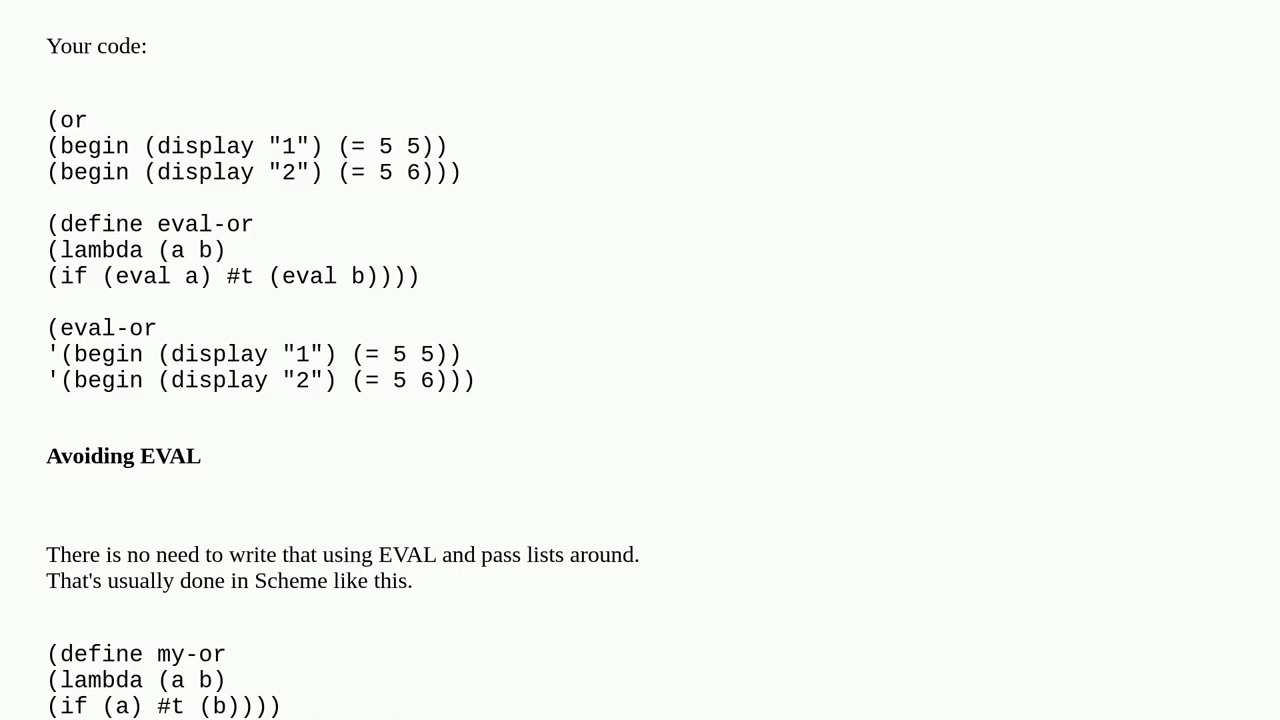 Your code:
(or
(begin (display "1") (= 5 5))
(begin (display "2") (= 5 6)))
(define eval-or
(lambda (a b)
(if (eval a) #t (eval b))))
(eval-or
'(begin (display "1") (= 5 5))
'(begin (display "2") (= 5 6)))
Avoiding EVAL
There is no need to write that using EVAL and pass lists around.
That's usually done in Scheme like this.
(define my-or
(lambda (a b)
(if (a) #t (b))))